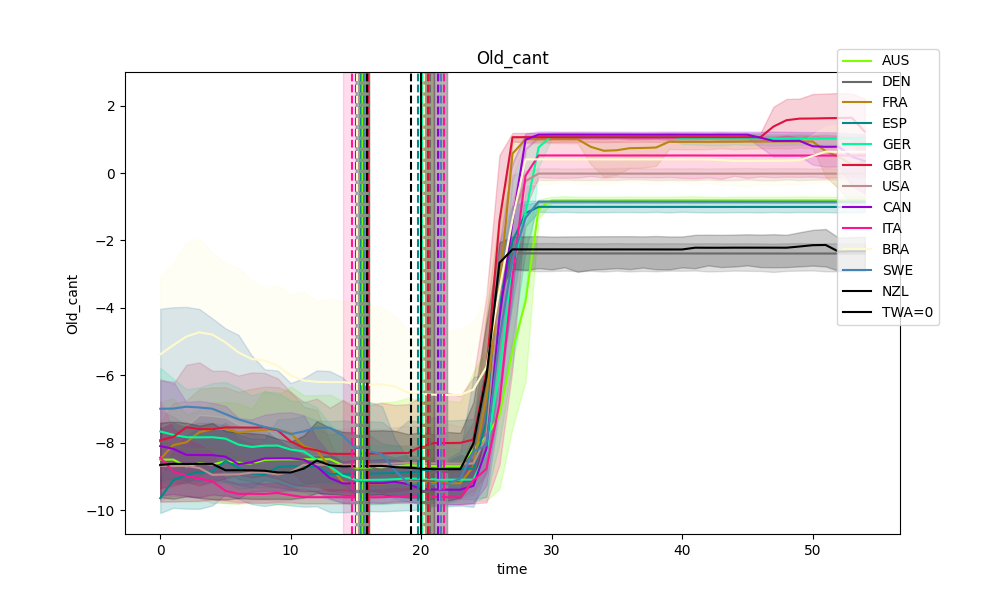 Old_cant
Old_cant
2
0
−2
−4
−6
−8
−10
0
10
20
30
40
50
time
AUS
DEN
FRA
ESP
GER
GBR
USA
CAN
ITA
BRA
SWE
NZL
TWA=0